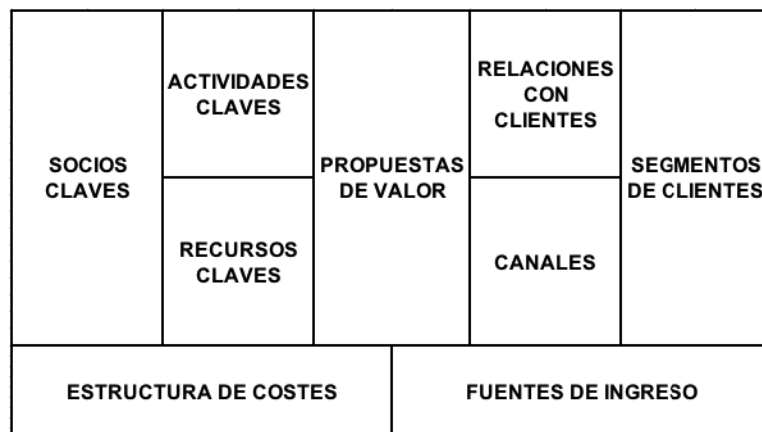 SOCIOS
CLAVES
ACTIVIDADES
CLAVES
RECURSOS
CLAVES
PROPUESTAS
DE VALOR
RELACIONES
CON
CLIENTES
CANALES
SEGMENTOS
DE CLIENTES
ESTRUCTURA DE COSTES
FUENTES DE INGRESO